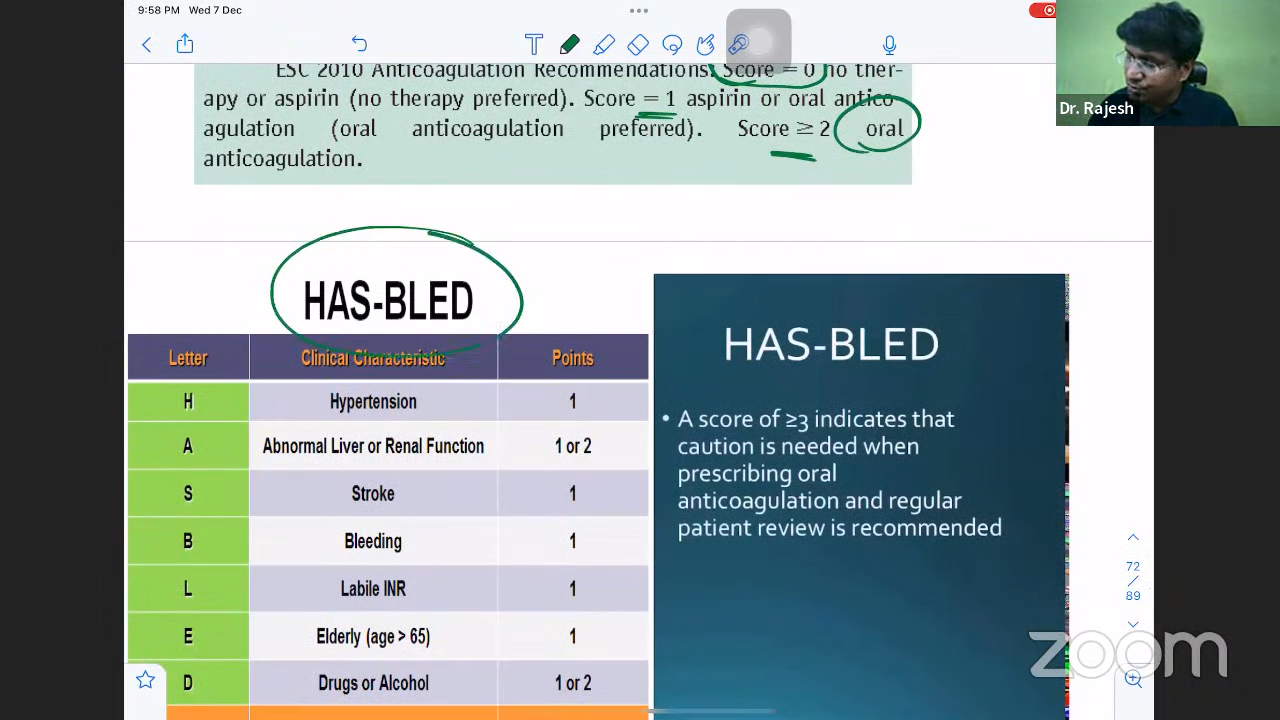 9:58 PM Wed 7 Dec
ESC 2010 Anticoagulation Recommendations. Score = 0 no ther-
apy or aspirin (no therapy preferred). Score = 1 aspirin or oral antico
agulation (oral anticoagulation preferred). Score ≥ 2 oral
anticoagulation.
Dr. Rajesh
HAS-BLED
Letter Clinical Characteristic Points
H Hypertension 1
A Abnormal Liver or Renal Function 1 or 2
S Stroke 1
B Bleeding 1
L Labile INR 1
E Elderly (age > 65) 1
D Drugs or Alcohol 1 or 2
HAS-BLED
• A score of ≥3 indicates that
caution is needed when
prescribing oral
anticoagulation and regular
patient review is recommended
72
/
89
zoom